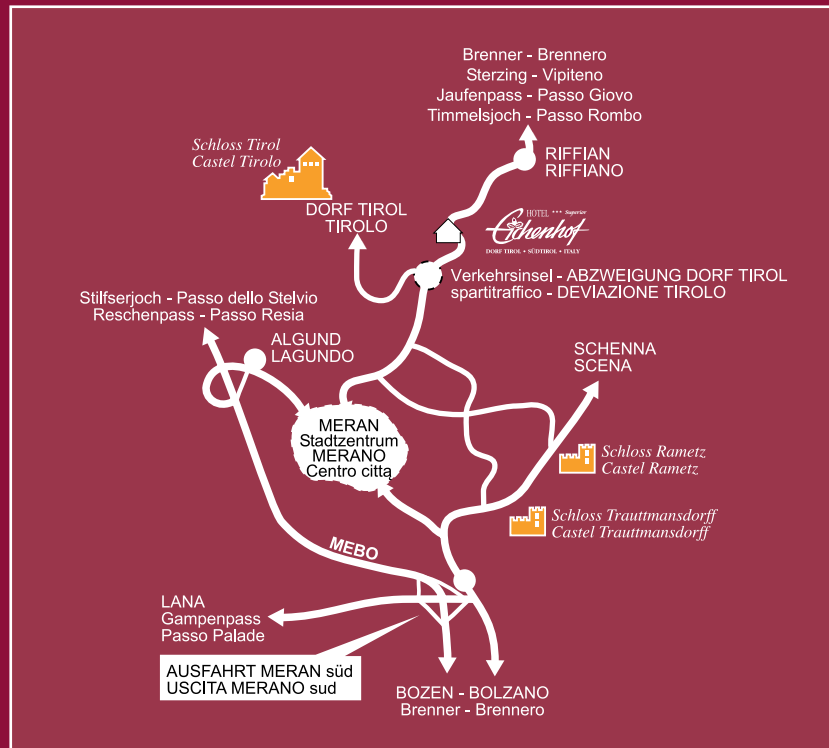 Brenner - Brennero
Sterzing - Vipiteno
Jaufenpass - Passo Giovo
Timmelsjoch - Passo Rombo
Schloss Tirol
Castel Tirolo
RIFFIAN
RIFFIANO
DORF TIROL
TIROLO
HOTEL *** Superior
Eichenhof
DORF TIROL • SÜDTIROL • ITALY
Verkehrsinsel - ABZWEIGUNG DORF TIROL
spartitraffico - DEVIAZIONE TIROLO
Stilfserjoch - Passo dello Stelvio
Reschenpass - Passo Resia
ALGUND
LAGUNDO
SCHENNA
SCENA
MERAN
Stadtzentrum
MERANO
Centro cittą
Schloss Rametz
Castel Rametz
Schloss Trauttmansdorff
Castel Trauttmansdorff
MEBO
LANA
Gampenpass
Passo Palade
AUSFAHRT MERAN süd
USCITA MERANO sud
BOZEN - BOLZANO
Brenner - Brennero